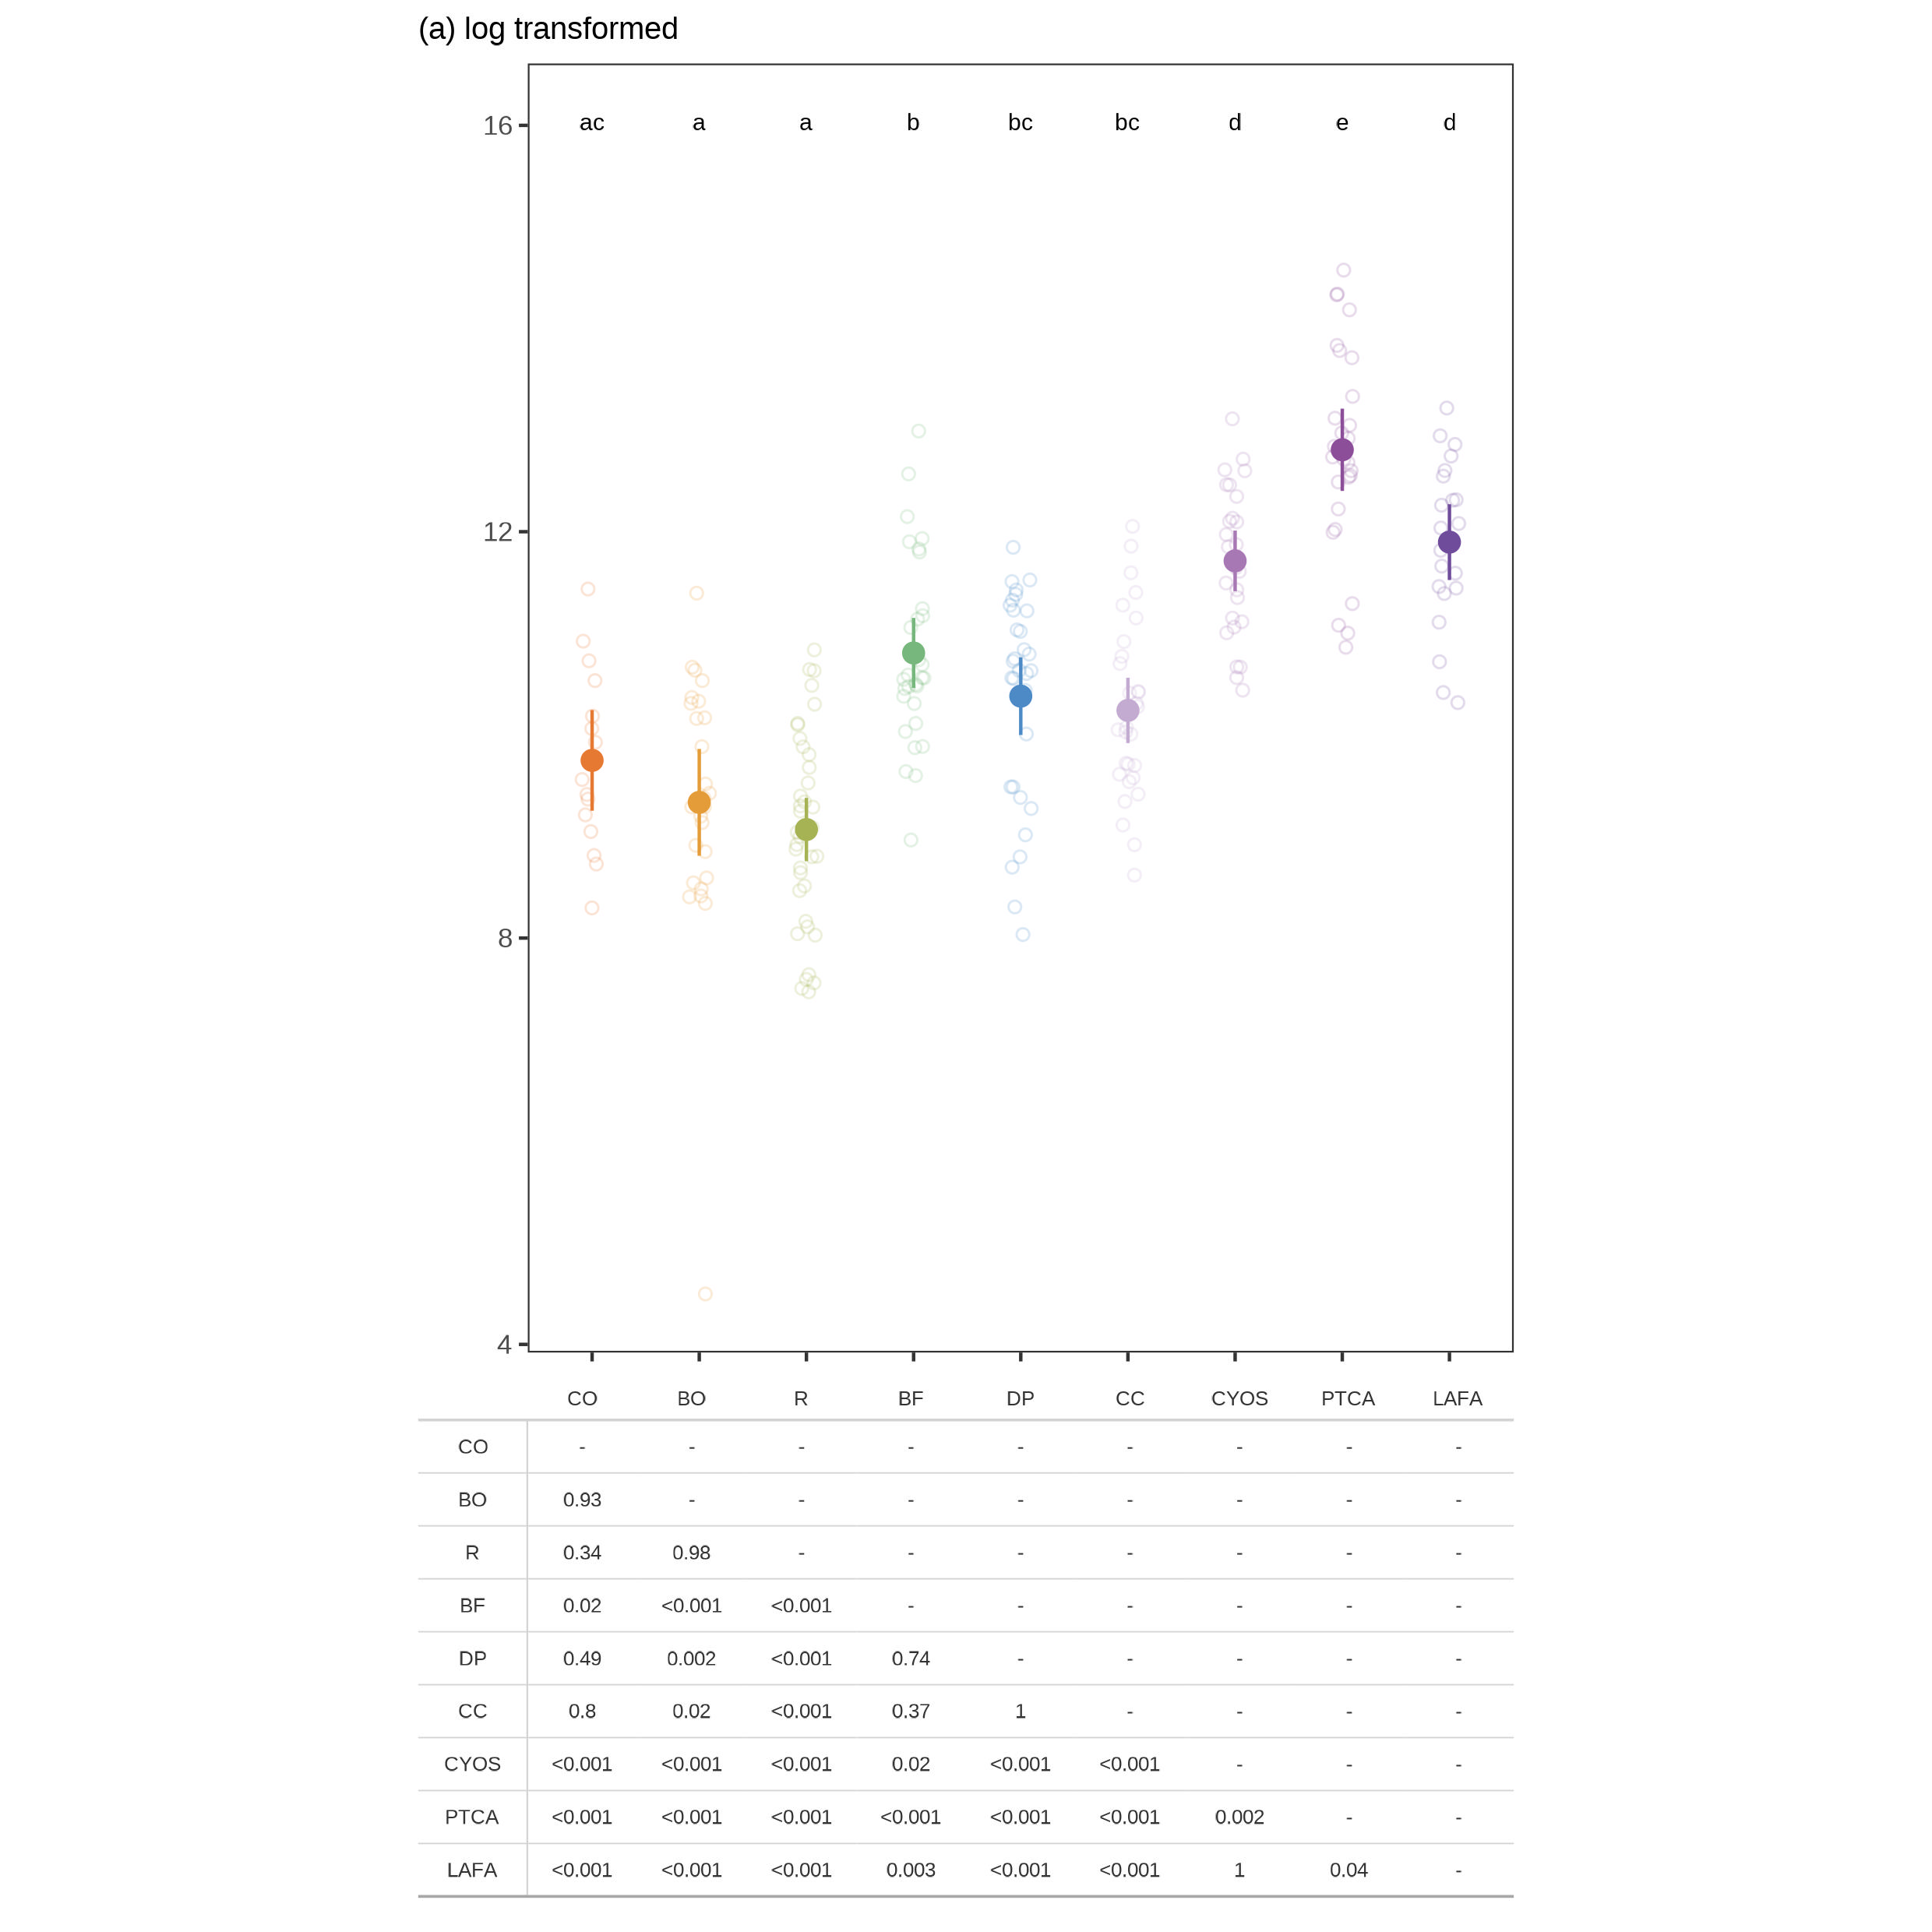 (a) log transformed
16
ac a a b bc bc d e d
12
8
4
CO BO R BF DP CC CYOS PTCA LAFA
CO - - - - - - - - -
BO 0.93 - - - - - - - -
R 0.34 0.98 - - - - - - -
BF 0.02 <0.001 <0.001 - - - - - -
DP 0.49 0.002 <0.001 0.74 - - - - -
CC 0.8 0.02 <0.001 0.37 1 - - - -
CYOS <0.001 <0.001 <0.001 0.02 <0.001 <0.001 - - -
PTCA <0.001 <0.001 <0.001 <0.001 <0.001 <0.001 0.002 - -
LAFA <0.001 <0.001 <0.001 0.003 <0.001 <0.001 1 0.04 -